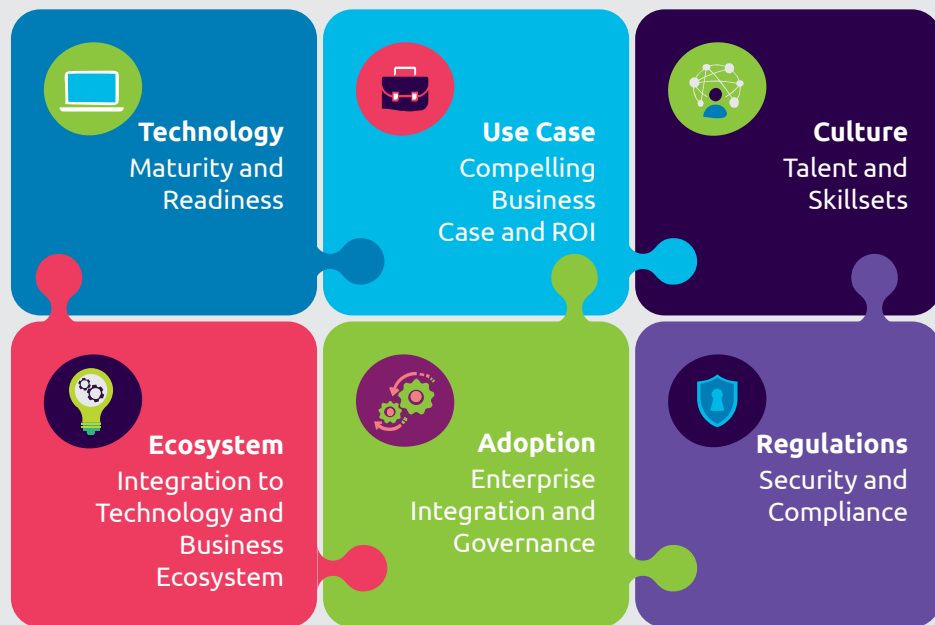 Technology
Maturity and
Readiness
Use Case
Compelling
Business
Case and ROI
Culture
Talent and
Skillsets
Ecosystem
Integration to
Technology and
Business
Ecosystem
Adoption
Enterprise
Integration and
Governance
Regulations
Security and
Compliance